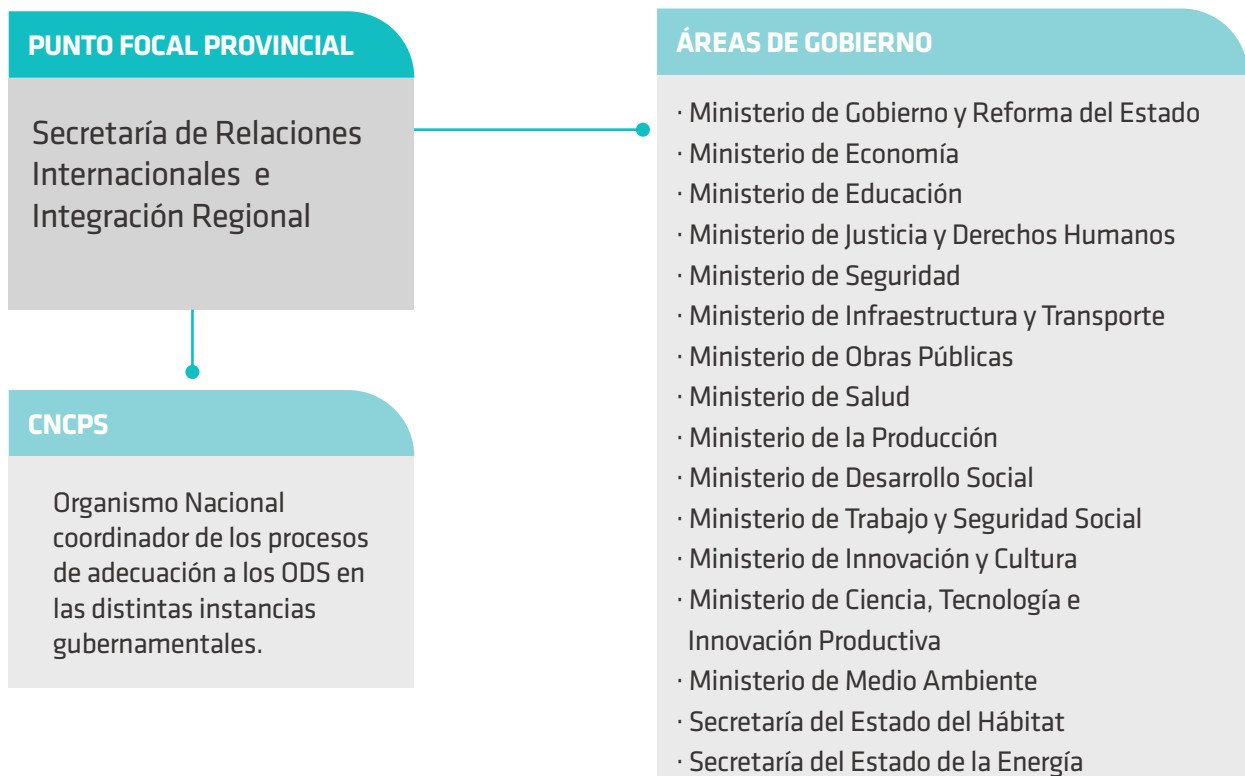 PUNTO FOCAL PROVINCIAL
Secretaría de Relaciones
Internacionales e
Integración Regional
CNCPS
Organismo Nacional
coordinador de los procesos
de adecuación a los ODS en
las distintas instancias
gubernamentales.
ÁREAS DE GOBIERNO
· Ministerio de Gobierno y Reforma del Estado
· Ministerio de Economía
· Ministerio de Educación
· Ministerio de Justicia y Derechos Humanos
· Ministerio de Seguridad
· Ministerio de Infraestructura y Transporte
· Ministerio de Obras Públicas
· Ministerio de Salud
· Ministerio de la Producción
· Ministerio de Desarrollo Social
· Ministerio de Trabajo y Seguridad Social
· Ministerio de Innovación y Cultura
· Ministerio de Ciencia, Tecnología e
Innovación Productiva
· Ministerio de Medio Ambiente
· Secretaría del Estado del Hábitat
· Secretaría del Estado de la Energía